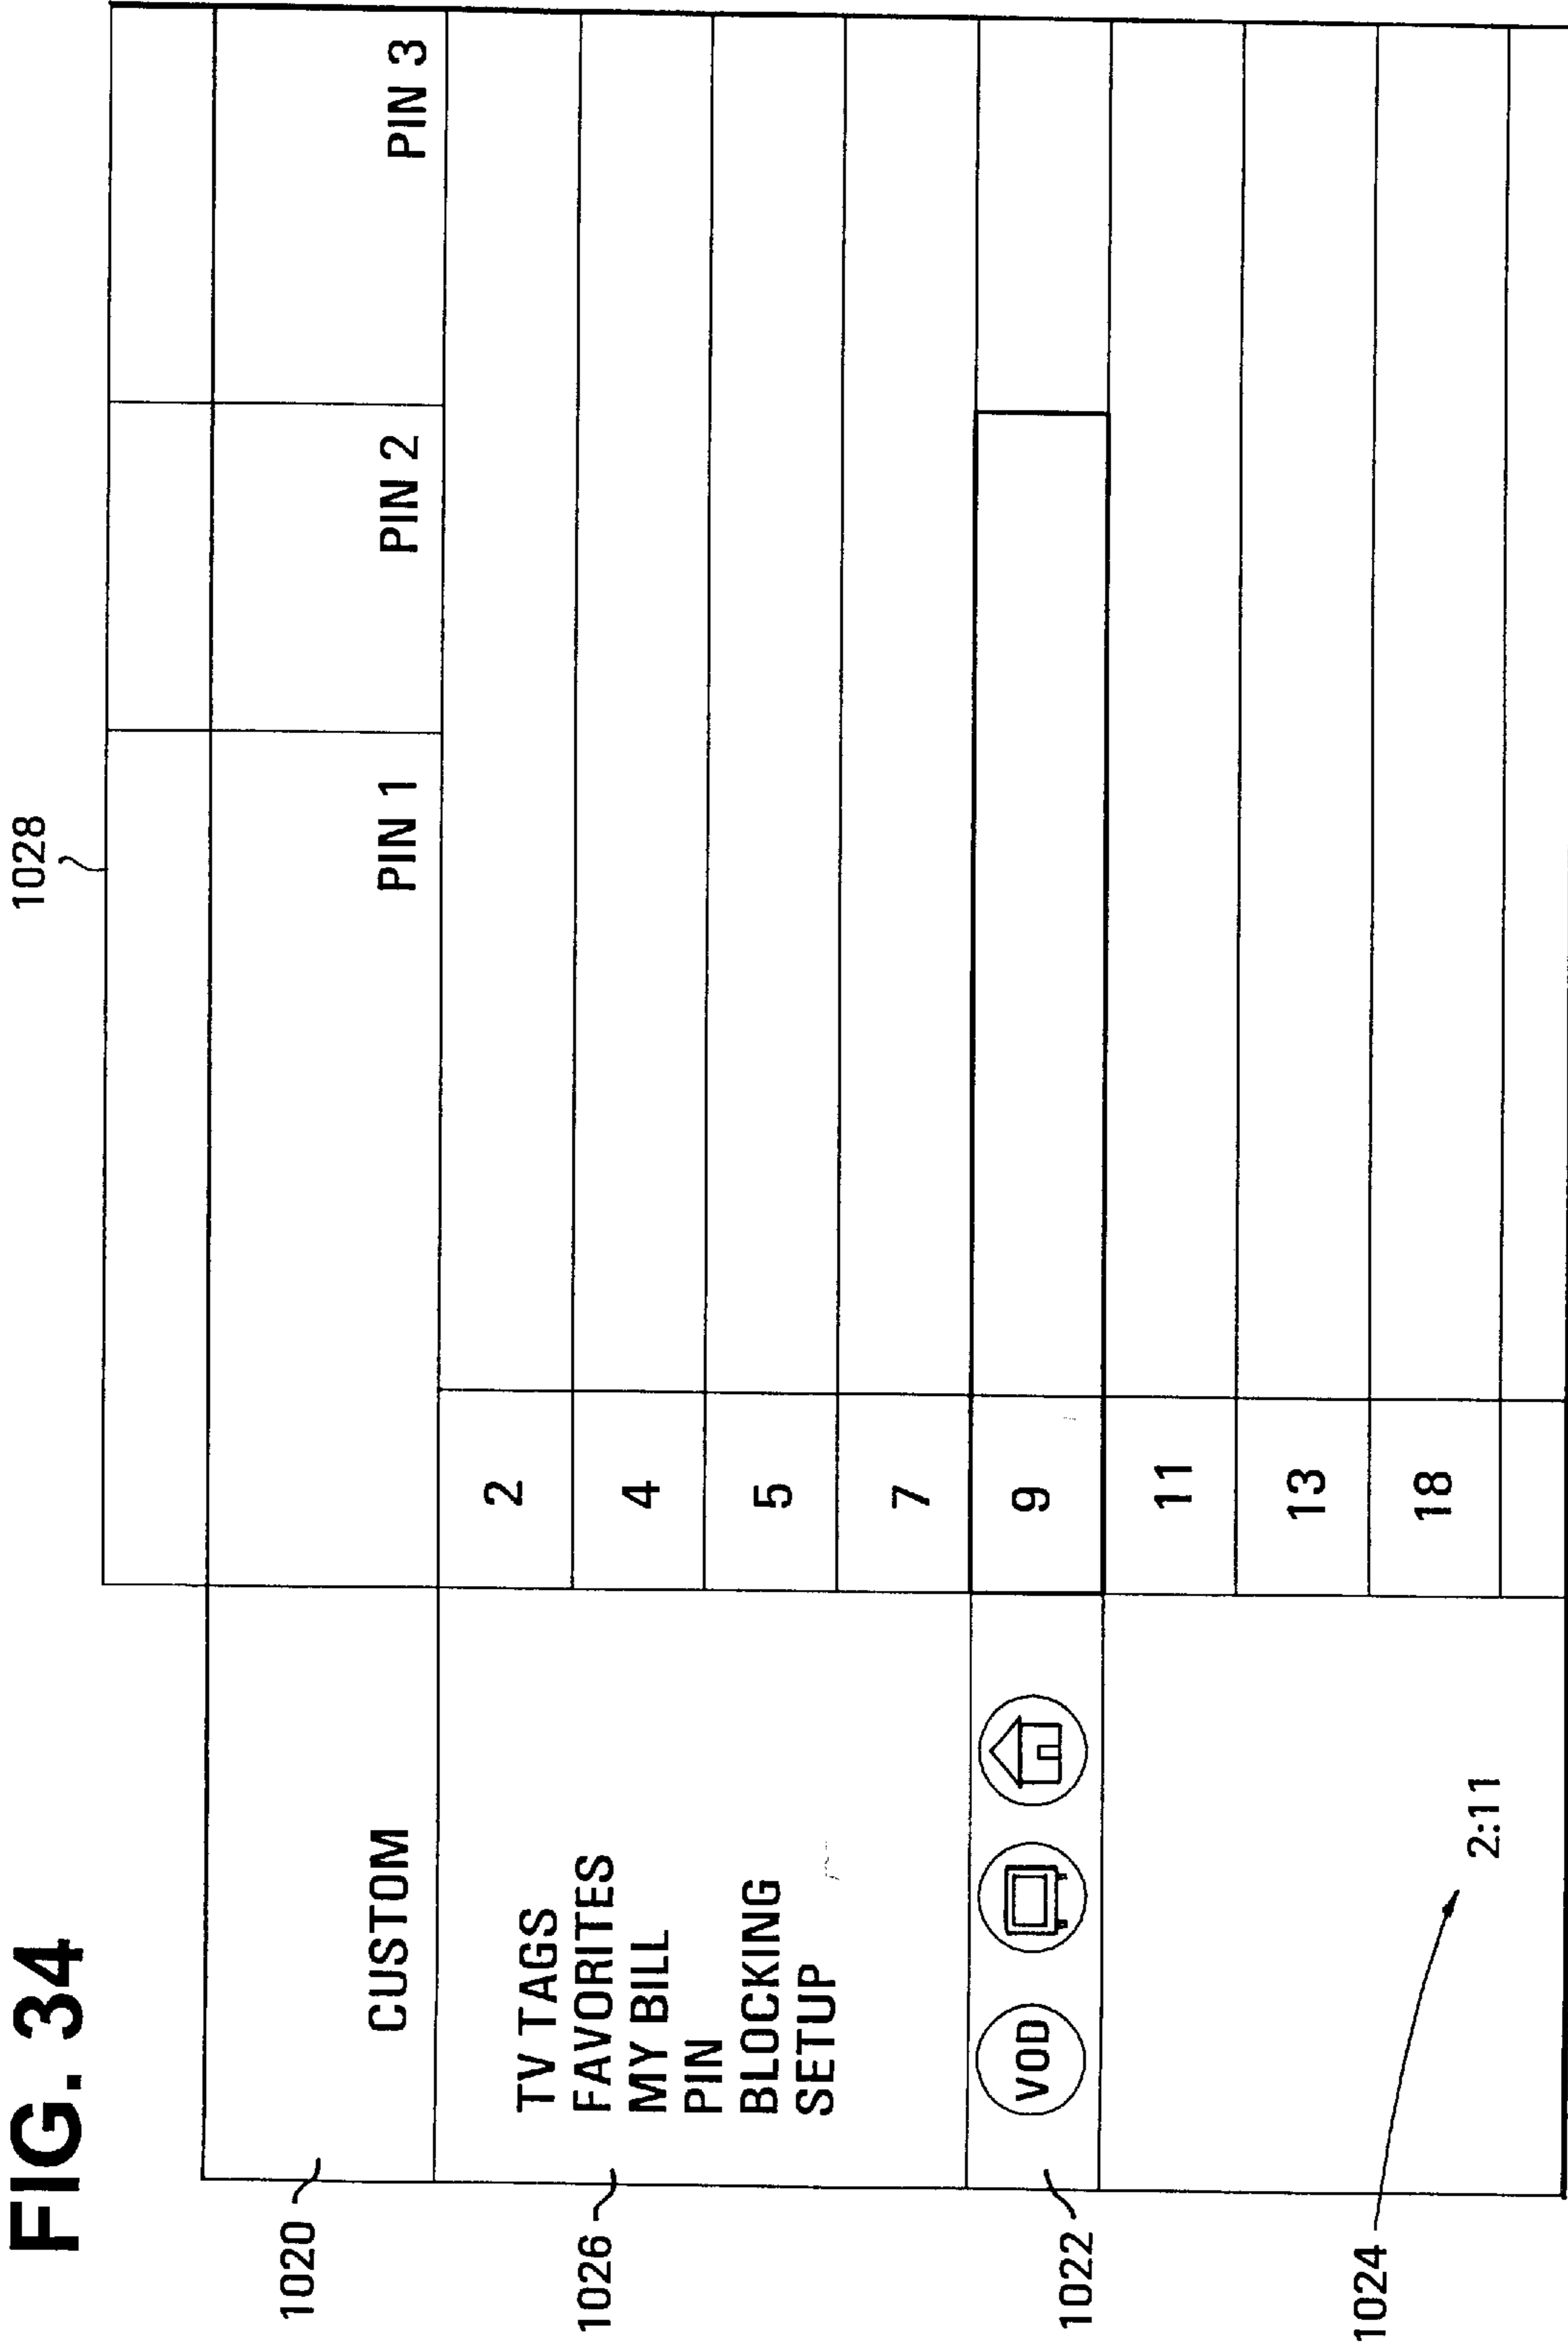 FIG. 34
1028
1020
CUSTOM
PIN 1
PIN 2
PIN 3
1026
TV TAGS
FAVORITES
MY BILL
PIN
BLOCKING
SETUP
2
4
5
7
1022
VOD
9
11
13
18
1024
2:11